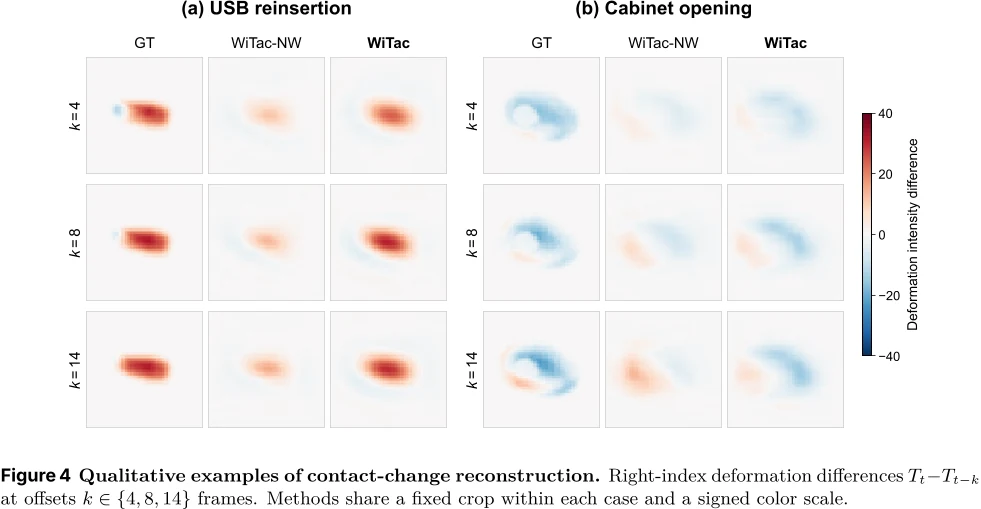 (a) USB reinsertion
(b) Cabinet opening
GT WiTac-NW WiTac GT WiTac-NW WiTac
k=4
k=8
k=14
k=4
k=8
k=14
40
20
0
−20
−40
Deformation intensity difference
Figure 4 Qualitative examples of contact-change reconstruction. Right-index deformation differences Tₜ−Tₜ₋ₖ
at offsets k ∈ {4, 8, 14} frames. Methods share a fixed crop within each case and a signed color scale.